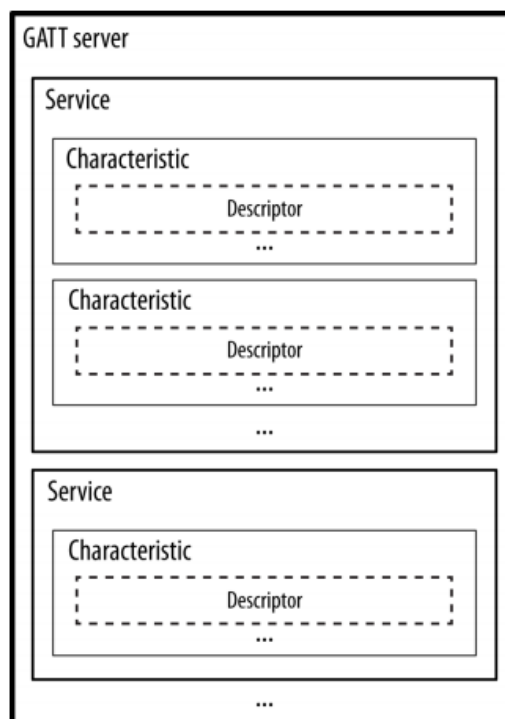 GATT server
Service
Characteristic
Descriptor
...
Characteristic
Descriptor
...
...
Service
Characteristic
Descriptor
...
...